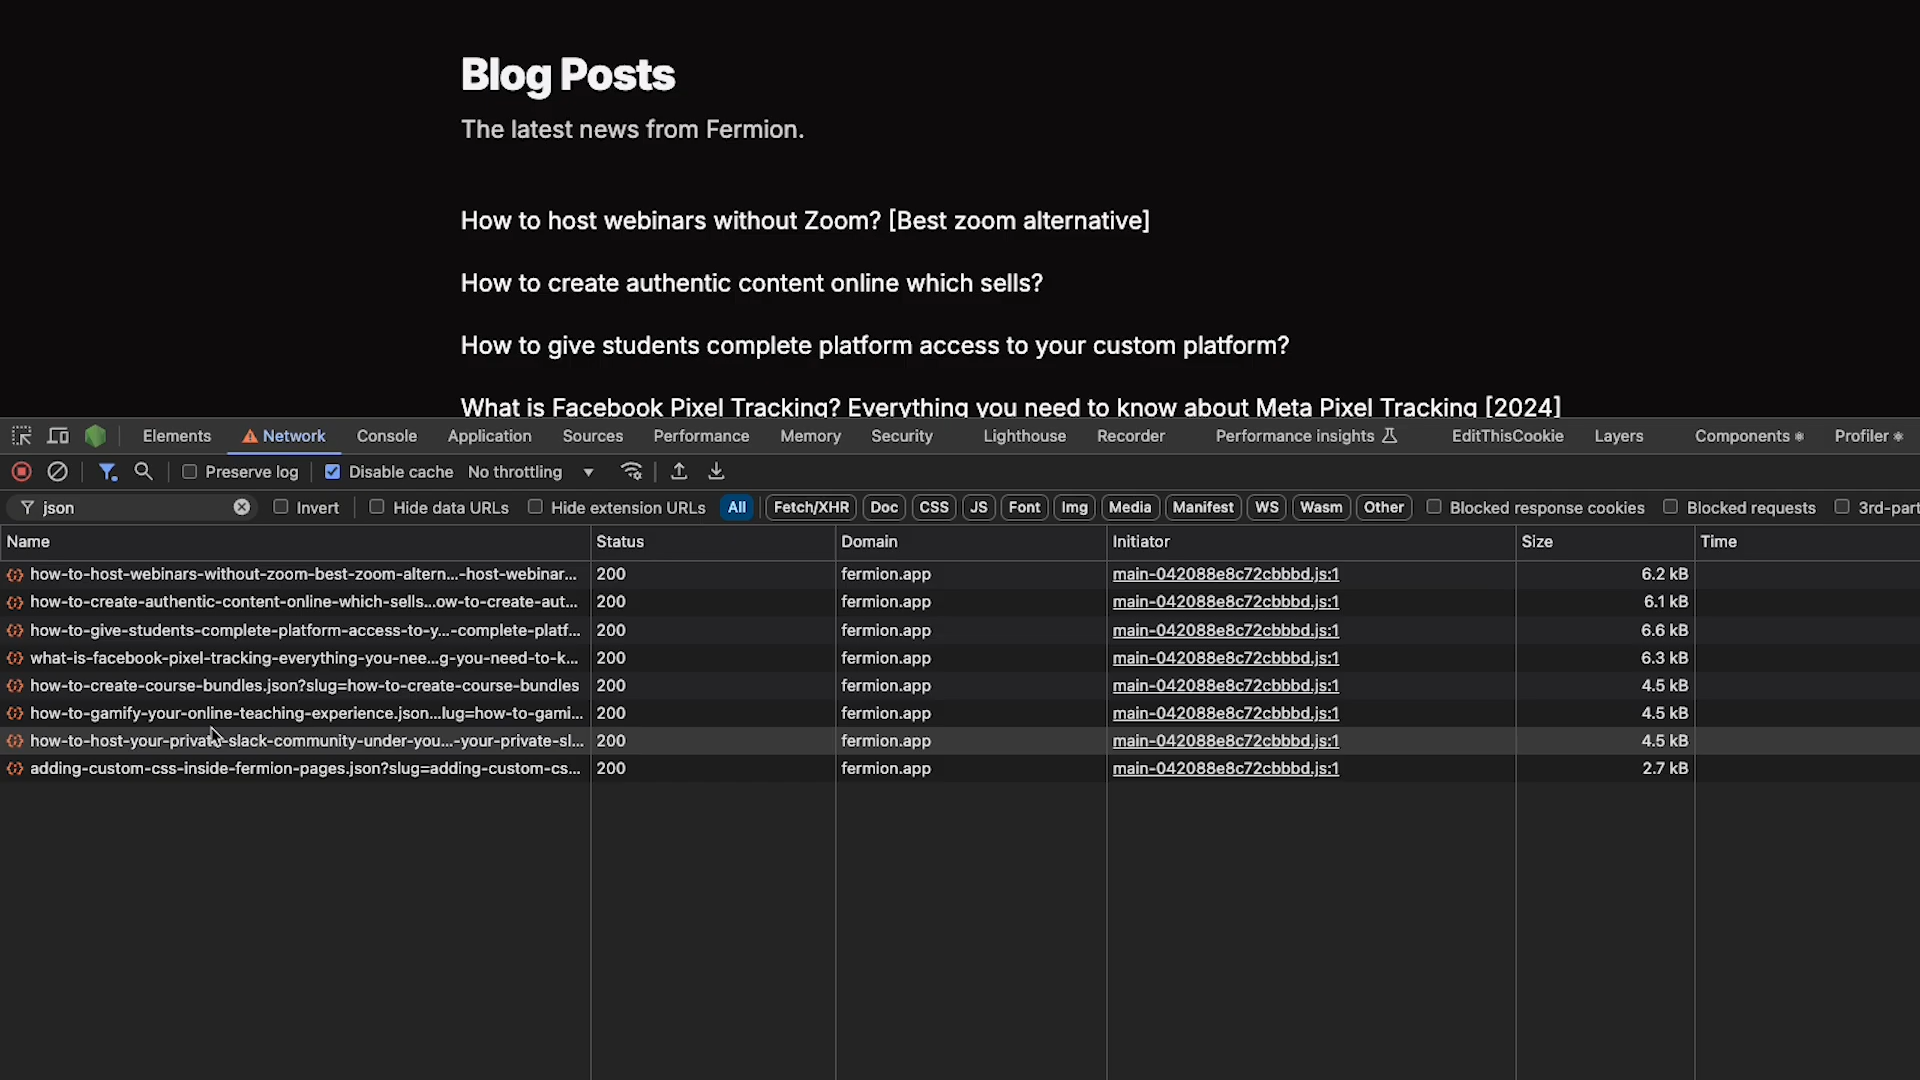 Blog Posts
The latest news from Fermion.
How to host webinars without Zoom? [Best zoom alternative]
How to create authentic content online which sells?
How to give students complete platform access to your custom platform?
What is Facebook Pixel Tracking? Everything you need to know about Meta Pixel Tracking [2024]
Elements Network Console Application Sources Performance Memory Security Lighthouse Recorder Performance insights EditThisCookie Layers Components Profiler
Preserve log Disable cache No throttling
json Invert Hide data URLs Hide extension URLs All Fetch/XHR Doc CSS JS Font Img Media Manifest WS Wasm Other Blocked response cookies Blocked requests 3rd-part
Name Status Domain Initiator Size Time
how-to-host-webinars-without-zoom-best-zoom-altern...-host-webinar... 200 fermion.app main-042088e8c72cbbbd.js:1 6.2 kB
how-to-create-authentic-content-online-which-sells...ow-to-create-aut... 200 fermion.app main-042088e8c72cbbbd.js:1 6.1 kB
how-to-give-students-complete-platform-access-to-y...-complete-platf... 200 fermion.app main-042088e8c72cbbbd.js:1 6.6 kB
what-is-facebook-pixel-tracking-everything-you-nee...g-you-need-to-k... 200 fermion.app main-042088e8c72cbbbd.js:1 6.3 kB
how-to-create-course-bundles.json?slug=how-to-create-course-bundles 200 fermion.app main-042088e8c72cbbbd.js:1 4.5 kB
how-to-gamify-your-online-teaching-experience.json...lug=how-to-gami... 200 fermion.app main-042088e8c72cbbbd.js:1 4.5 kB
how-to-host-your-private-slack-community-under-you...-your-private-sl... 200 fermion.app main-042088e8c72cbbbd.js:1 4.5 kB
adding-custom-css-inside-fermion-pages.json?slug=adding-custom-cs... 200 fermion.app main-042088e8c72cbbbd.js:1 2.7 kB